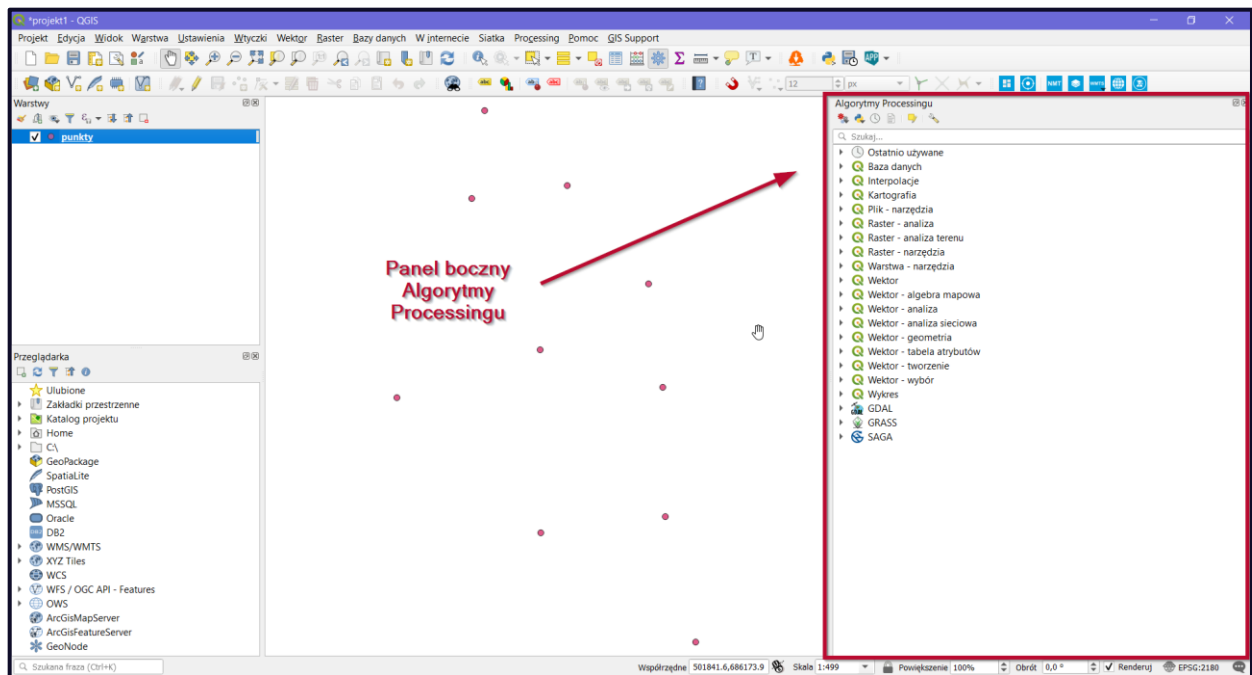 *projekt1 - QGIS
Projekt Edycja Widok Warstwa Ustawienia Wtyczki Wektor Raster Bazy danych W internecie Siatka Processing Pomoc GIS Support
abc
12
px
NMT
WMTS
Warstwy
punkty
Panel boczny
Algorytmy
Processingu
Przeglądarka
Ulubione
Zakładki przestrzenne
Katalog projektu
Home
C:\
GeoPackage
SpatiaLite
PostGIS
MSSQL
Oracle
DB2
WMS/WMTS
XYZ Tiles
WCS
WFS / OGC API - Features
OWS
ArcGisMapServer
ArcGisFeatureServer
GeoNode
Algorytmy Processingu
Szukaj...
Ostatnio używane
Baza danych
Interpolacje
Kartografia
Plik - narzędzia
Raster - analiza
Raster - analiza terenu
Raster - narzędzia
Warstwa - narzędzia
Wektor
Wektor - algebra mapowa
Wektor - analiza
Wektor - analiza sieciowa
Wektor - geometria
Wektor - tabela atrybutów
Wektor - tworzenie
Wektor - wybór
Wykres
GDAL
GRASS
SAGA
Szukana fraza (Ctrl+K)
Współrzędne 501841.6,686173.9 Skala 1:499 Powiększenie 100% Obrót 0,0 ° Renderuj EPSG:2180